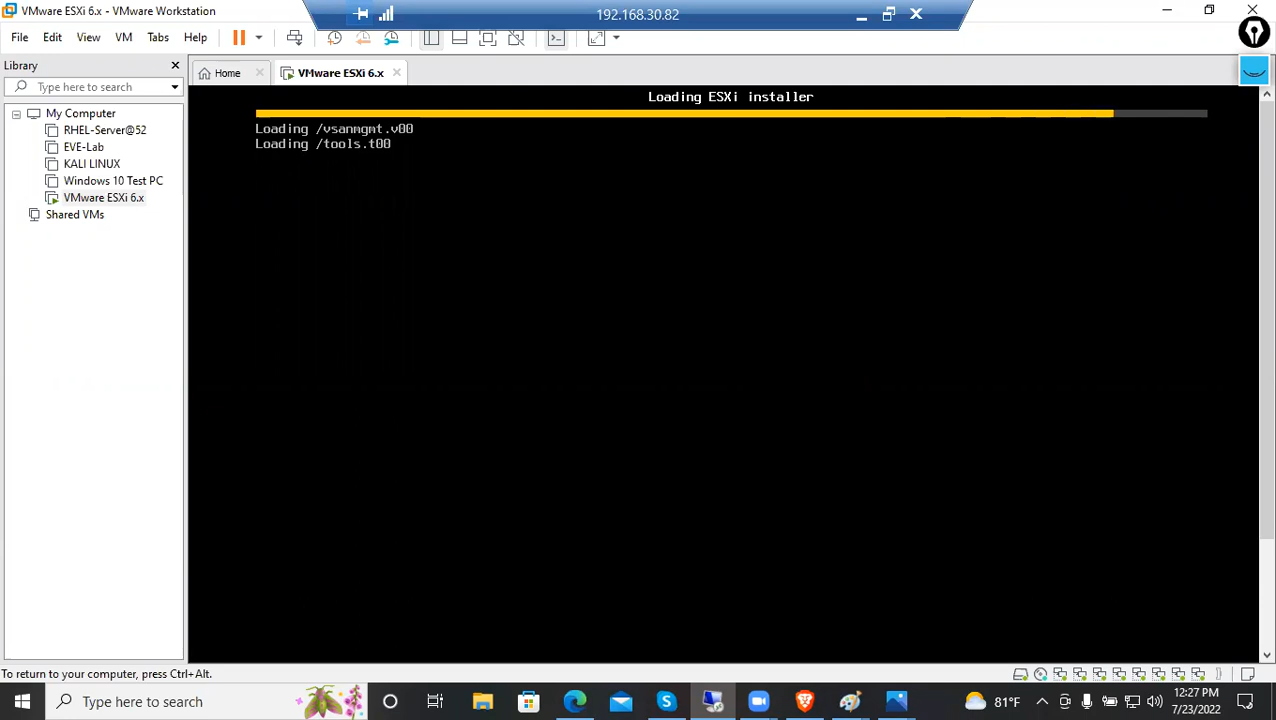 VMware ESXi 6.x - VMware Workstation
192.168.30.82
File Edit View VM Tabs Help
Library
Type here to search
Home
VMware ESXi 6.x
My Computer
RHEL-Server@52
EVE-Lab
KALI LINUX
Windows 10 Test PC
VMware ESXi 6.x
Shared VMs
Loading ESXi installer
Loading /vsanmgmt.v00
Loading /tools.t00
To return to your computer, press Ctrl+Alt.
Type here to search
81°F
12:27 PM
7/23/2022